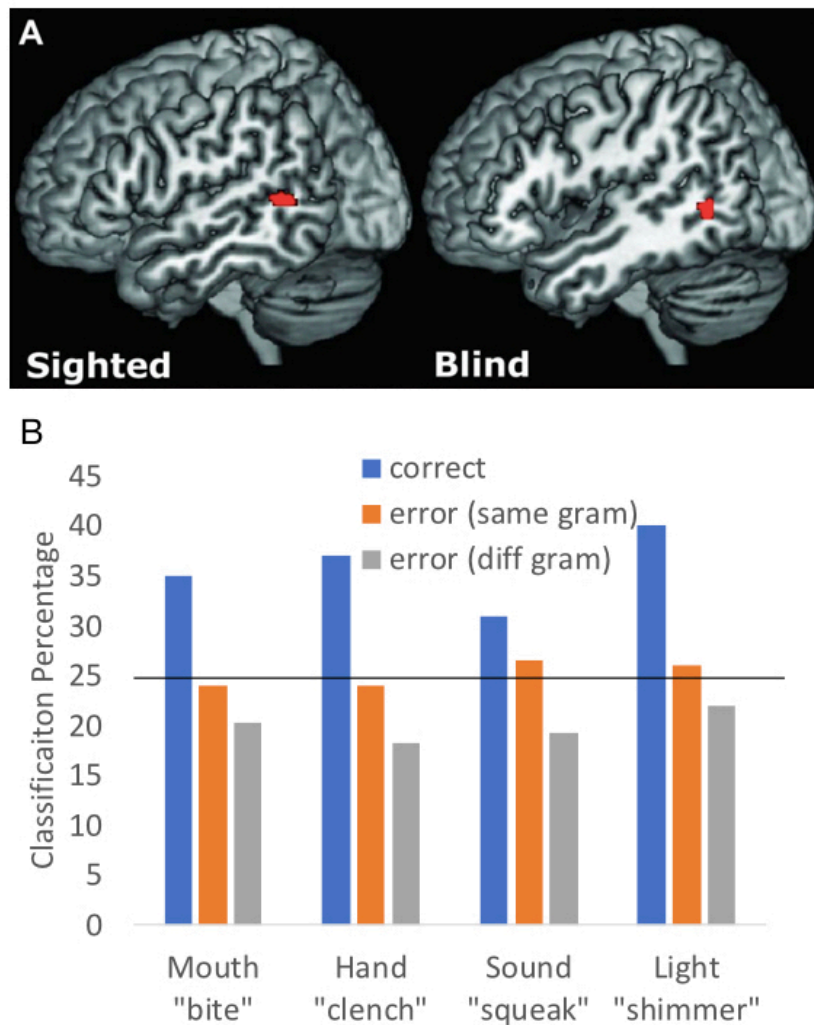 A
Sighted
Blind
B
Classificaiton Percentage
45
40
35
30
25
20
15
10
5
0
correct
error (same gram)
error (diff gram)
Mouth Hand Sound Light
"bite" "clench" "squeak" "shimmer"